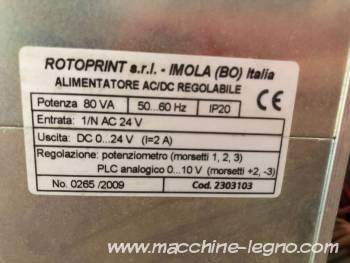 ROTOPRINT s.r.l. - IMOLA (BO) Italia
ALIMENTATORE AC/DC REGOLABILE
Potenza 80 VA 50...60 Hz IP20 CE
Entrata: 1/N AC 24 V
Uscita: DC 0...24 V (I=2 A)
Regolazione: potenziometro (morsetti 1, 2, 3)
PLC analogico 0...10 V (morsetti +2, -3)
No. 0265 /2009 Cod. 2303103
www.macchine-legno.com